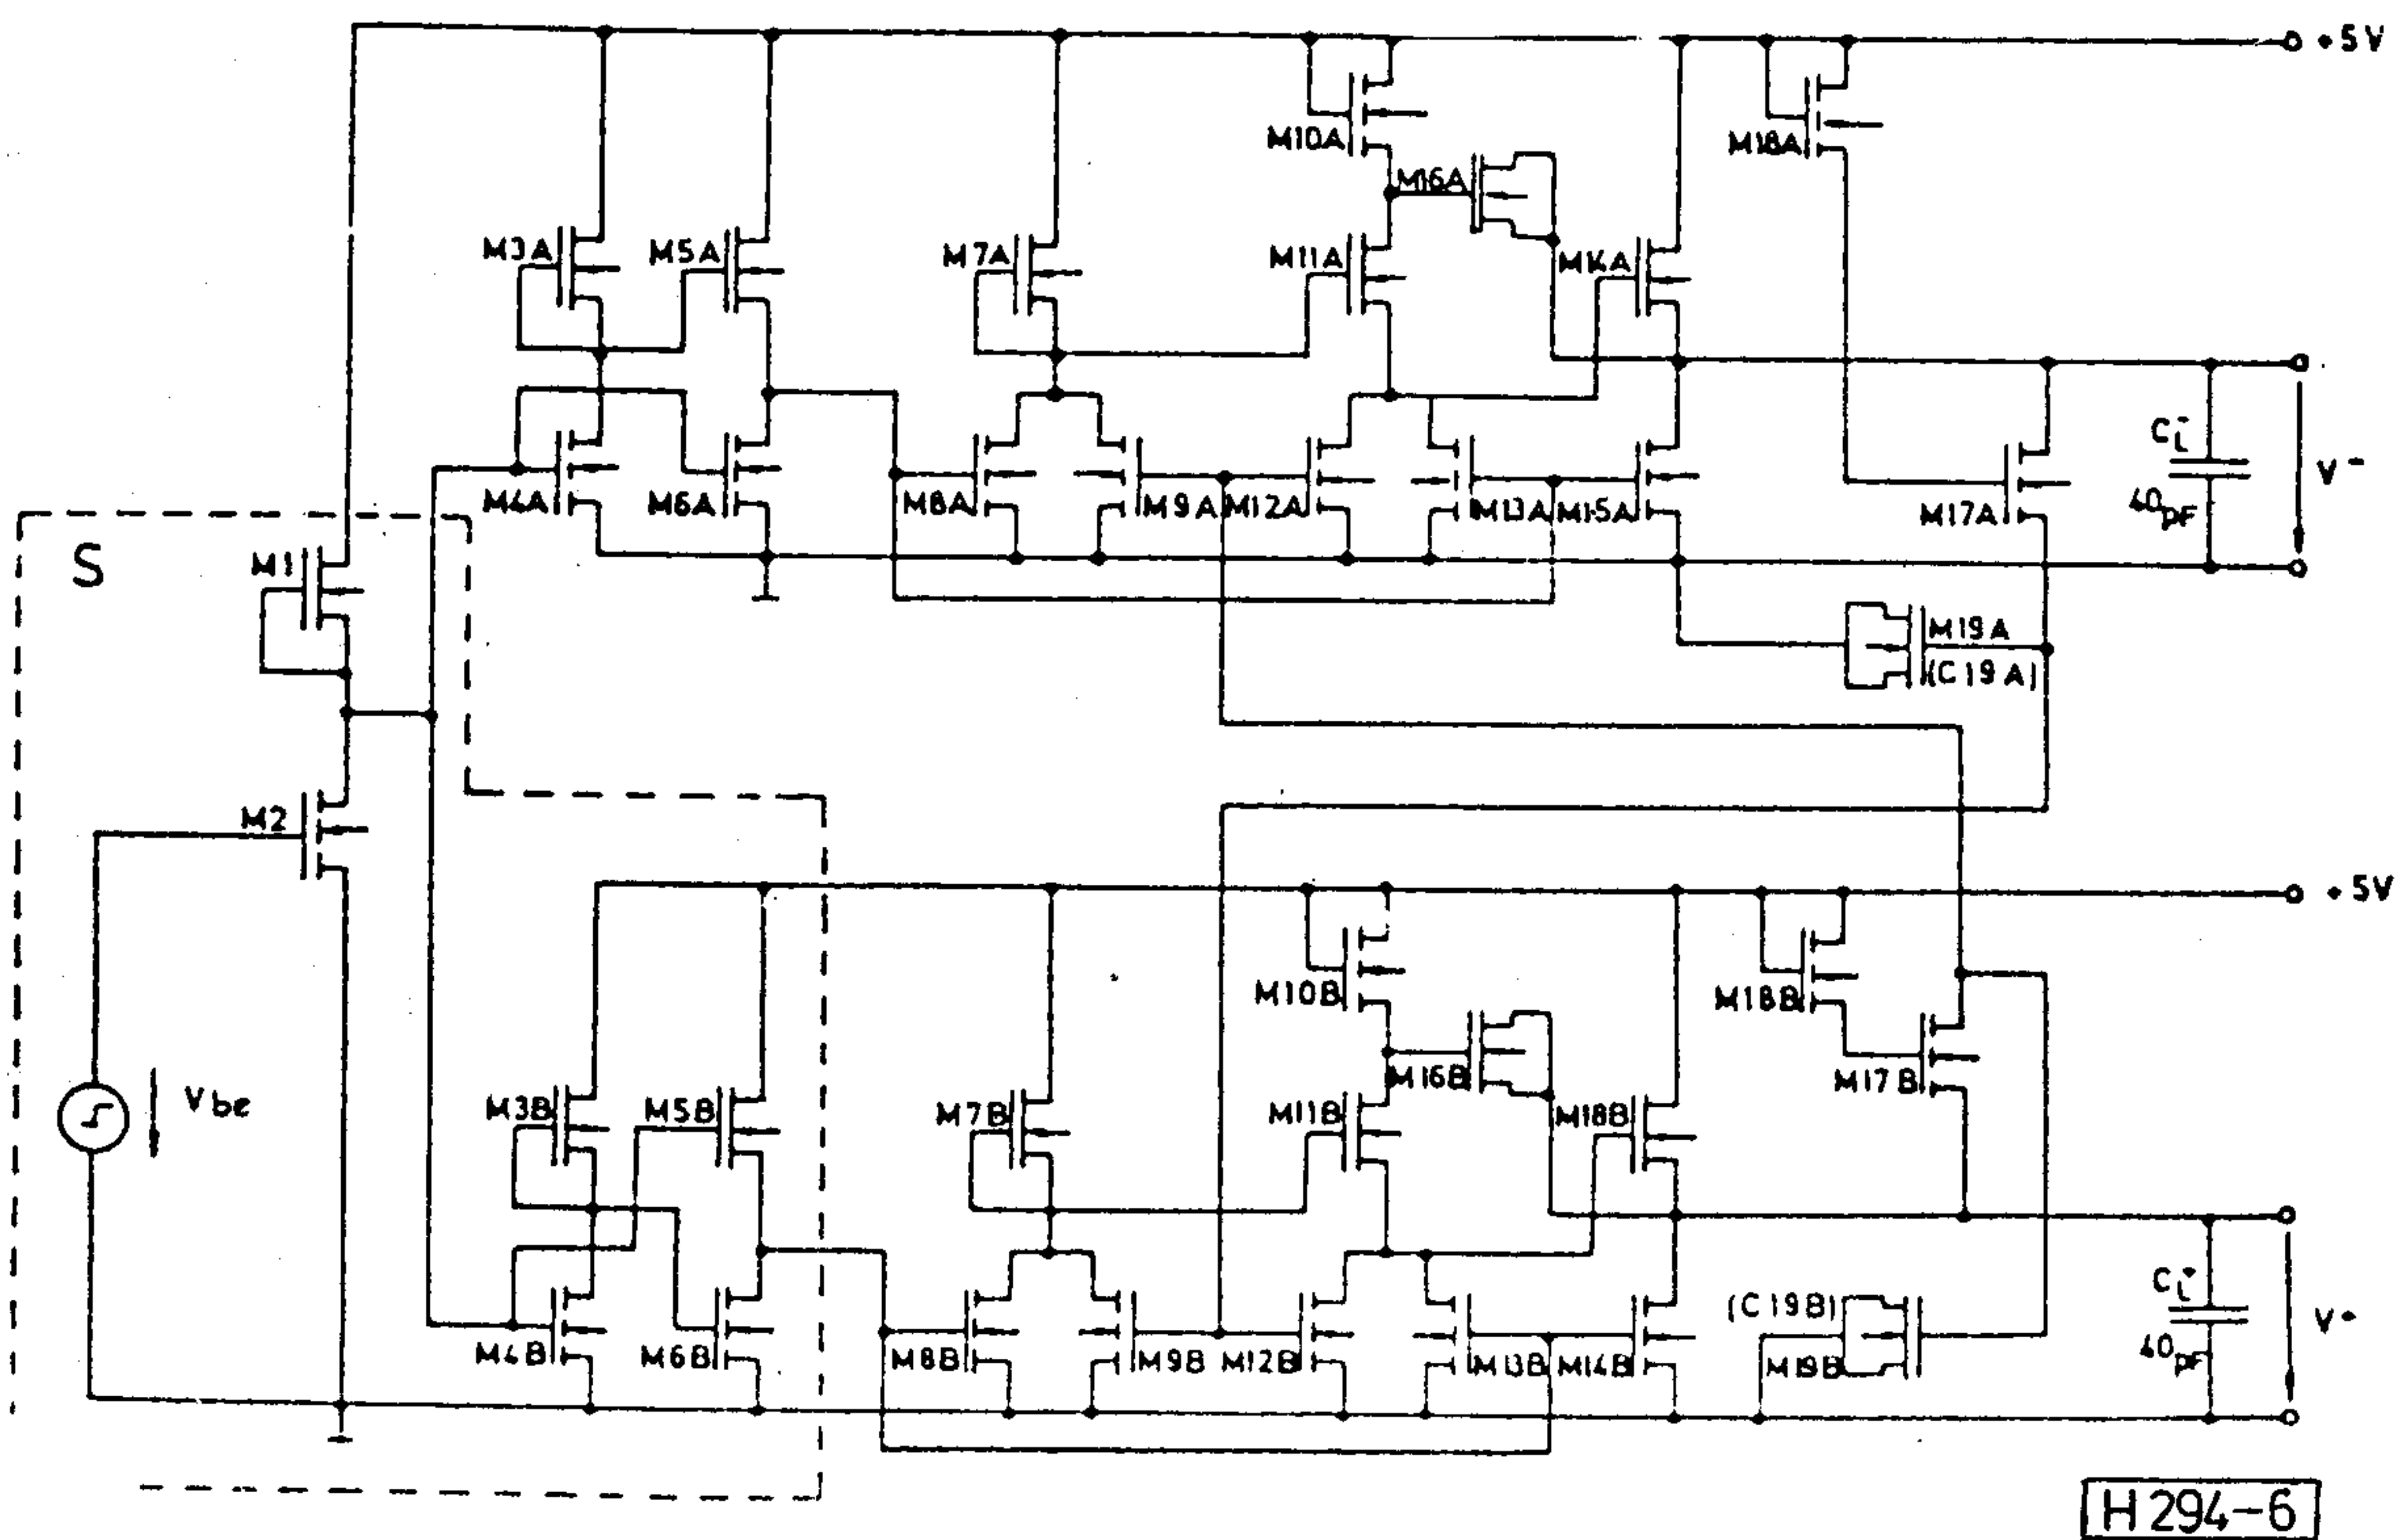 +5V
M10A
M18A
M16A
M3A
M5A
M7A
M11A
M14A
CL-
V-
40pF
M4A
M6A
M8A
M9A
M12A
M13A
M15A
M17A
S
M1
M19A
(C19A)
M2
+5V
M10B
M18B
M16B
M17B
Vbe
M3B
M5B
M7B
M11B
M18B
CL+
(C19B)
V+
40pF
M4B
M6B
M8B
M9B
M12B
M13B
M14B
M19B
H294-6